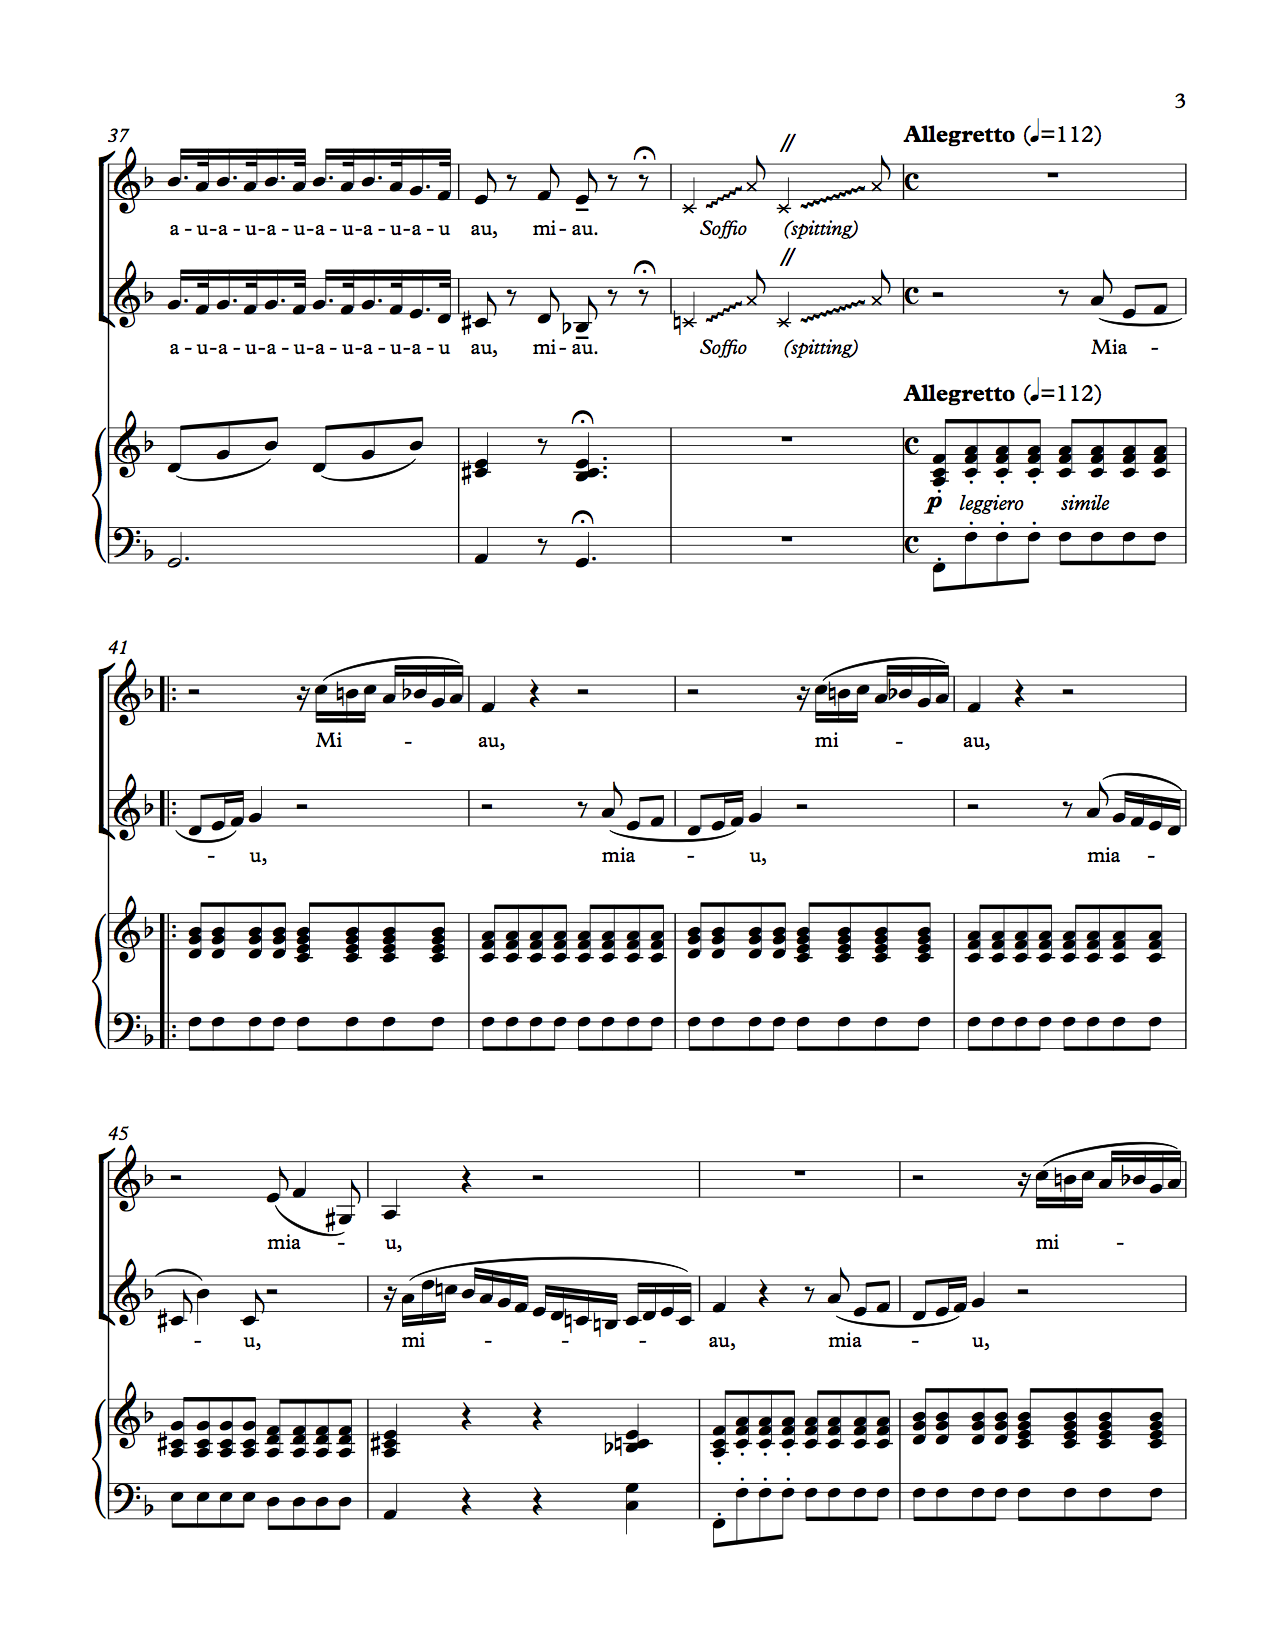 3
37
Allegretto (♩=112)
a - u - a - u - a - u - a - u - a - u - a - u au, mi - au. Soffio (spitting)
a - u - a - u - a - u - a - u - a - u - a - u au, mi - au. Soffio (spitting) Mia -
Allegretto (♩=112)
p leggiero simile
41
Mi - au, mi - au,
- u, mia - u, mia -
45
mia - u, mi -
- u, mi - - - au, mia - u,